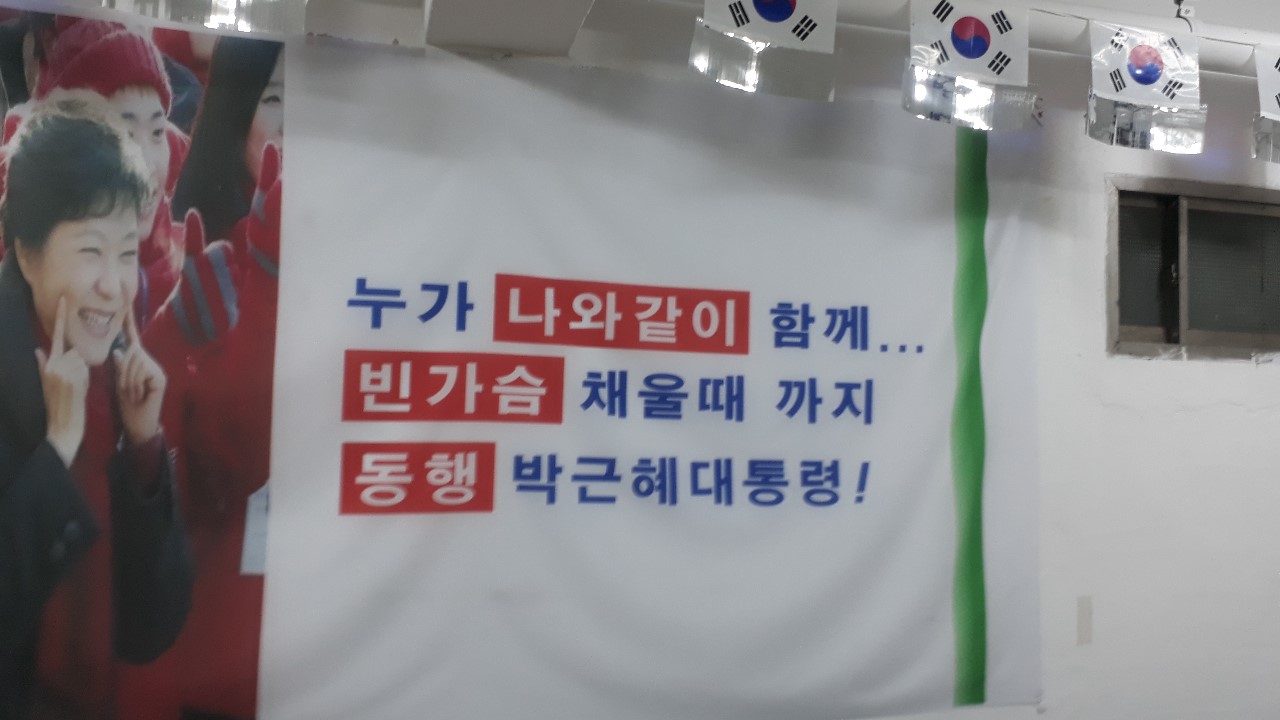 누가 나와같이 함께...
빈가슴 채울때 까지
동행 박근혜대통령!